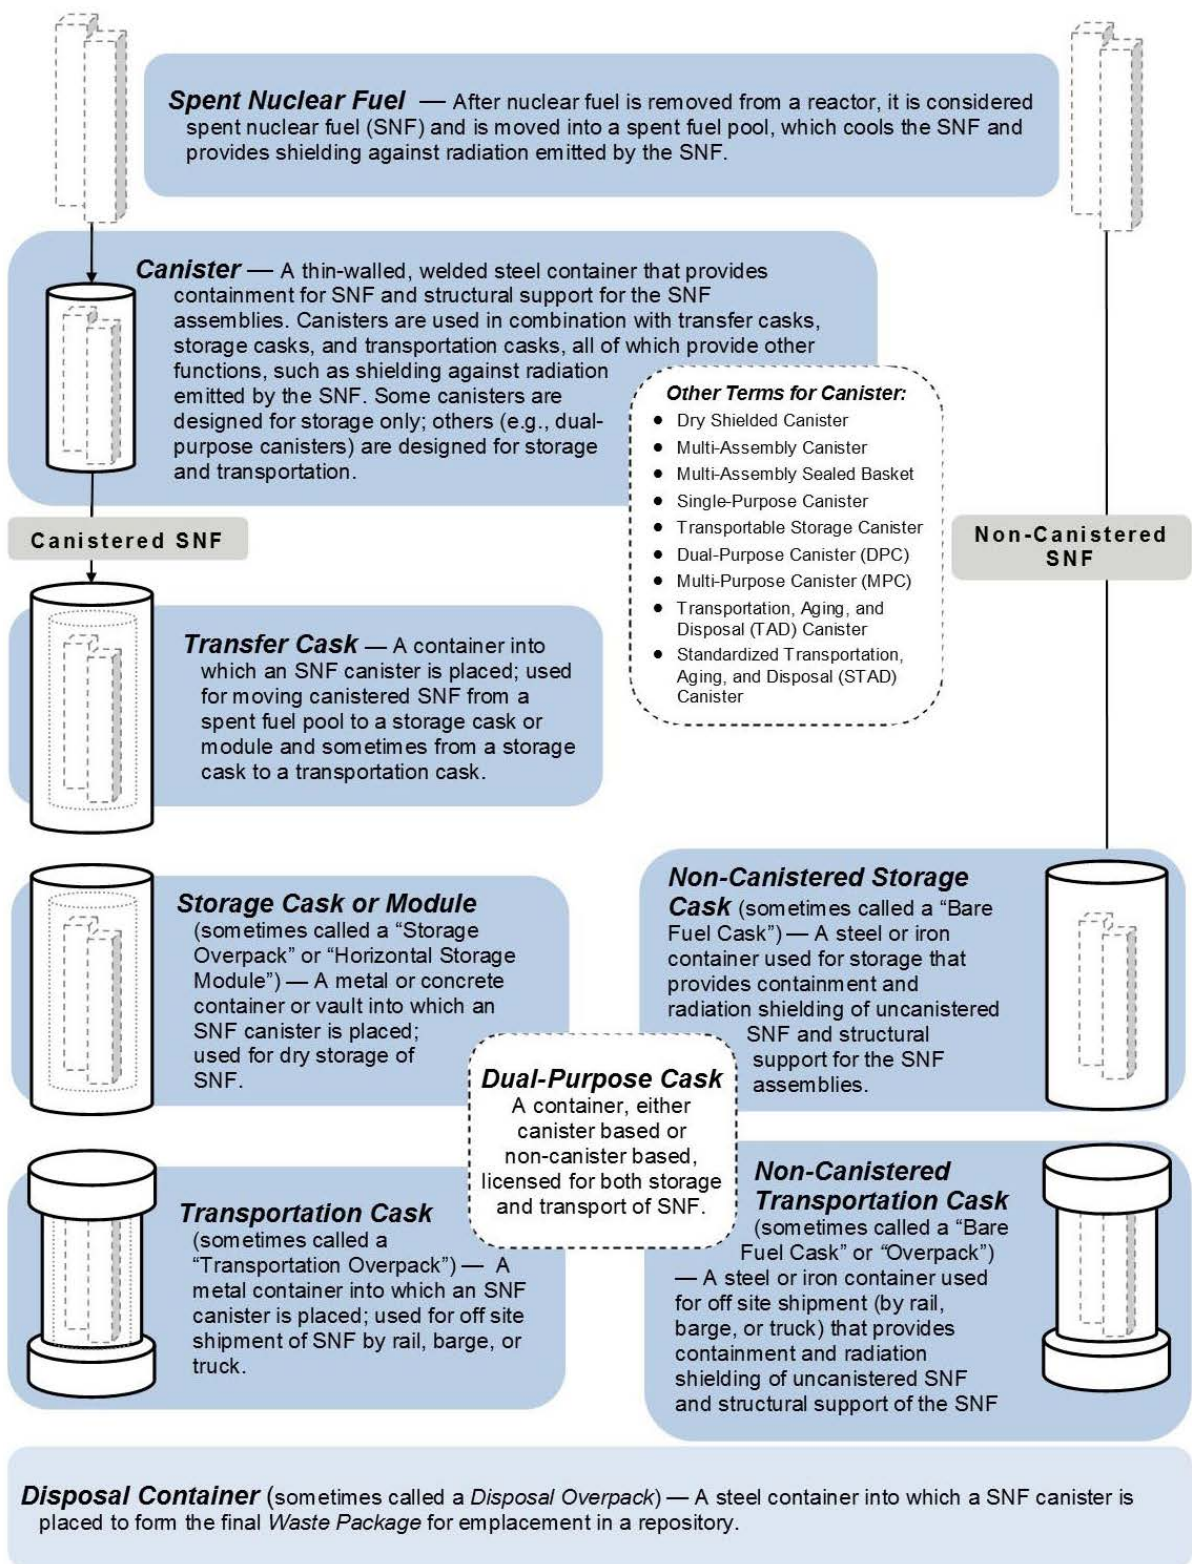 Spent Nuclear Fuel — After nuclear fuel is removed from a reactor, it is considered
spent nuclear fuel (SNF) and is moved into a spent fuel pool, which cools the SNF and
provides shielding against radiation emitted by the SNF.
Canister — A thin-walled, welded steel container that provides
containment for SNF and structural support for the SNF
assemblies. Canisters are used in combination with transfer casks,
storage casks, and transportation casks, all of which provide other
functions, such as shielding against radiation
emitted by the SNF. Some canisters are
designed for storage only; others (e.g., dual-
purpose canisters) are designed for storage
and transportation.
Other Terms for Canister:
● Dry Shielded Canister
● Multi-Assembly Canister
● Multi-Assembly Sealed Basket
● Single-Purpose Canister
● Transportable Storage Canister
● Dual-Purpose Canister (DPC)
● Multi-Purpose Canister (MPC)
● Transportation, Aging, and
Disposal (TAD) Canister
● Standardized Transportation,
Aging, and Disposal (STAD)
Canister
Canistered SNF
Non-Canistered
SNF
Transfer Cask — A container into
which an SNF canister is placed; used
for moving canistered SNF from a
spent fuel pool to a storage cask or
module and sometimes from a storage
cask to a transportation cask.
Storage Cask or Module
(sometimes called a “Storage
Overpack” or “Horizontal Storage
Module”) — A metal or concrete
container or vault into which an
SNF canister is placed;
used for dry storage of
SNF.
Non-Canistered Storage
Cask (sometimes called a “Bare
Fuel Cask”) — A steel or iron
container used for storage that
provides containment and
radiation shielding of uncanistered
SNF and structural
support for the SNF
assemblies.
Dual-Purpose Cask
A container, either
canister based or
non-canister based,
licensed for both storage
and transport of SNF.
Transportation Cask
(sometimes called a
“Transportation Overpack”) — A
metal container into which an SNF
canister is placed; used for off site
shipment of SNF by rail, barge, or
truck.
Non-Canistered
Transportation Cask
(sometimes called a “Bare
Fuel Cask” or “Overpack”)
— A steel or iron container used
for off site shipment (by rail,
barge, or truck) that provides
containment and radiation
shielding of uncanistered SNF
and structural support of the SNF
Disposal Container (sometimes called a Disposal Overpack) — A steel container into which a SNF canister is
placed to form the final Waste Package for emplacement in a repository.